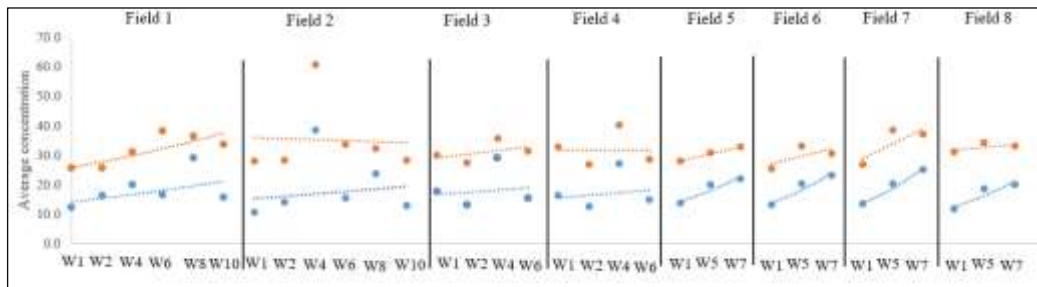 Field 1 Field 2 Field 3 Field 4 Field 5 Field 6 Field 7 Field 8
Average concentration
70.0
60.0
50.0
40.0
30.0
20.0
10.0
0.0
W1 W2 W4 W6 W8 W10 W1 W2 W4 W6 W8 W10 W1 W2 W4 W6 W1 W2 W4 W6 W1 W5 W7 W1 W5 W7 W1 W5 W7 W1 W5 W7